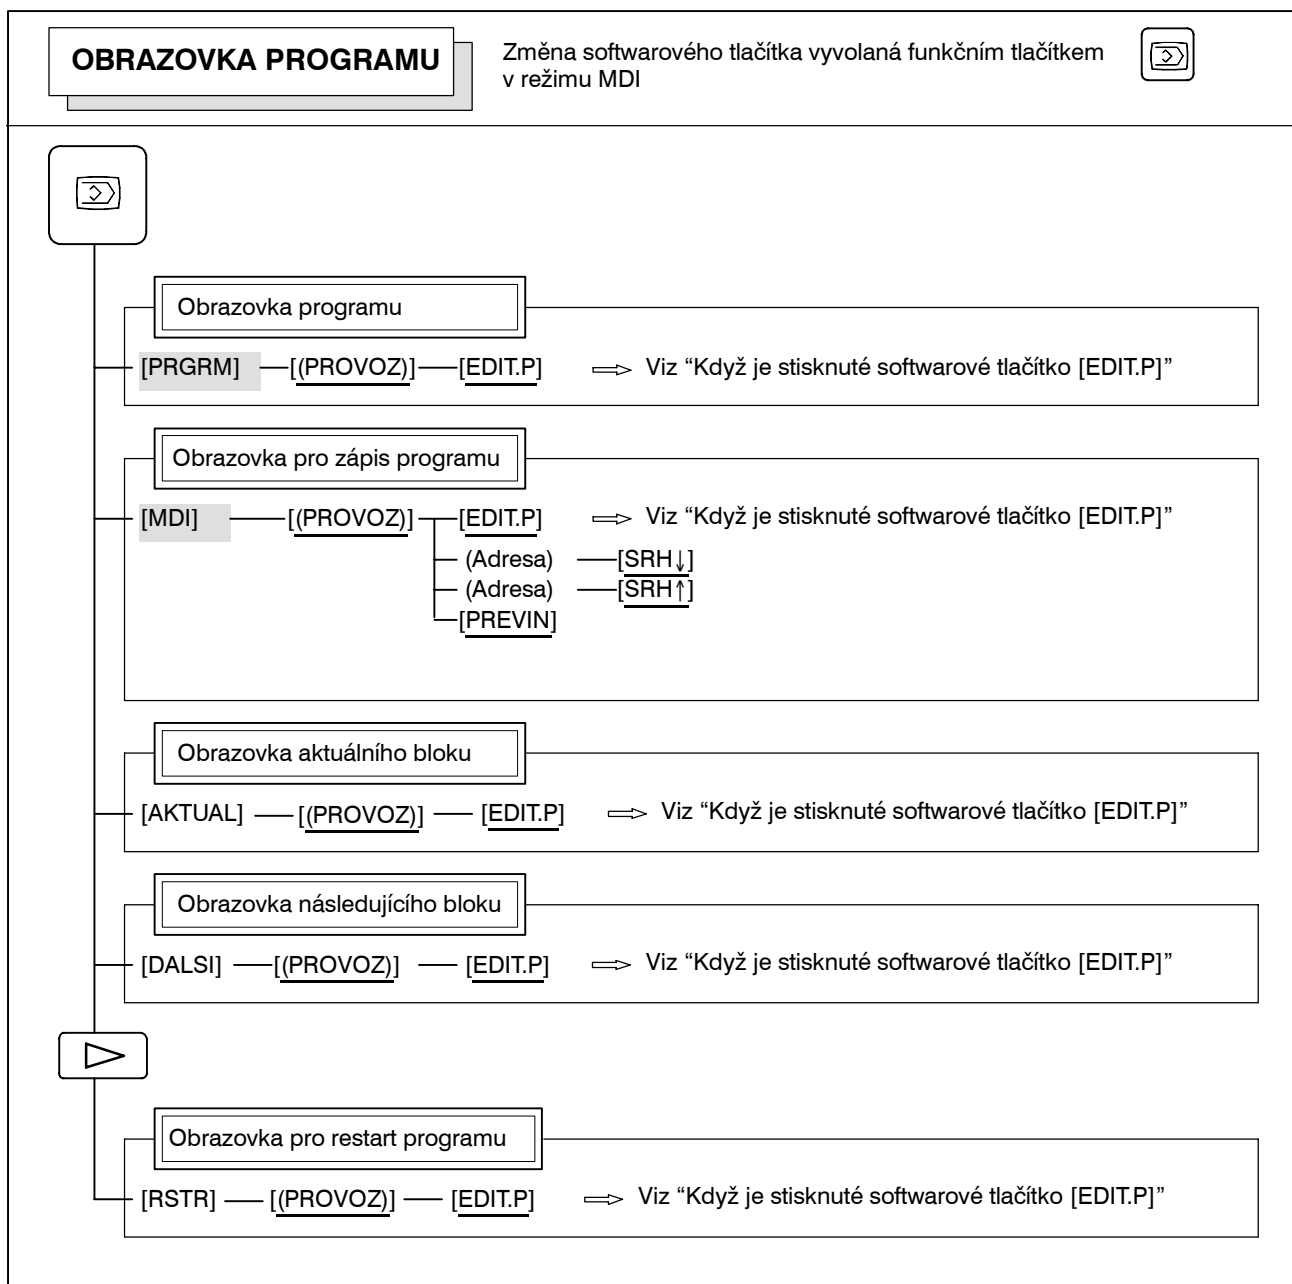 OBRAZOVKA PROGRAMU
Změna softwarového tlačítka vyvolaná funkčním tlačítkem
v režimu MDI
Obrazovka programu
[PRGRM] [(PROVOZ)] [EDIT.P] Viz “Když je stisknuté softwarové tlačítko [EDIT.P]”
Obrazovka pro zápis programu
[MDI] [(PROVOZ)] [EDIT.P] Viz “Když je stisknuté softwarové tlačítko [EDIT.P]”
(Adresa) [SRH↓]
(Adresa) [SRH↑]
[PREVIN]
Obrazovka aktuálního bloku
[AKTUAL] [(PROVOZ)] [EDIT.P] Viz “Když je stisknuté softwarové tlačítko [EDIT.P]”
Obrazovka následujícího bloku
[DALSI] [(PROVOZ)] [EDIT.P] Viz “Když je stisknuté softwarové tlačítko [EDIT.P]”
Obrazovka pro restart programu
[RSTR] [(PROVOZ)] [EDIT.P] Viz “Když je stisknuté softwarové tlačítko [EDIT.P]”